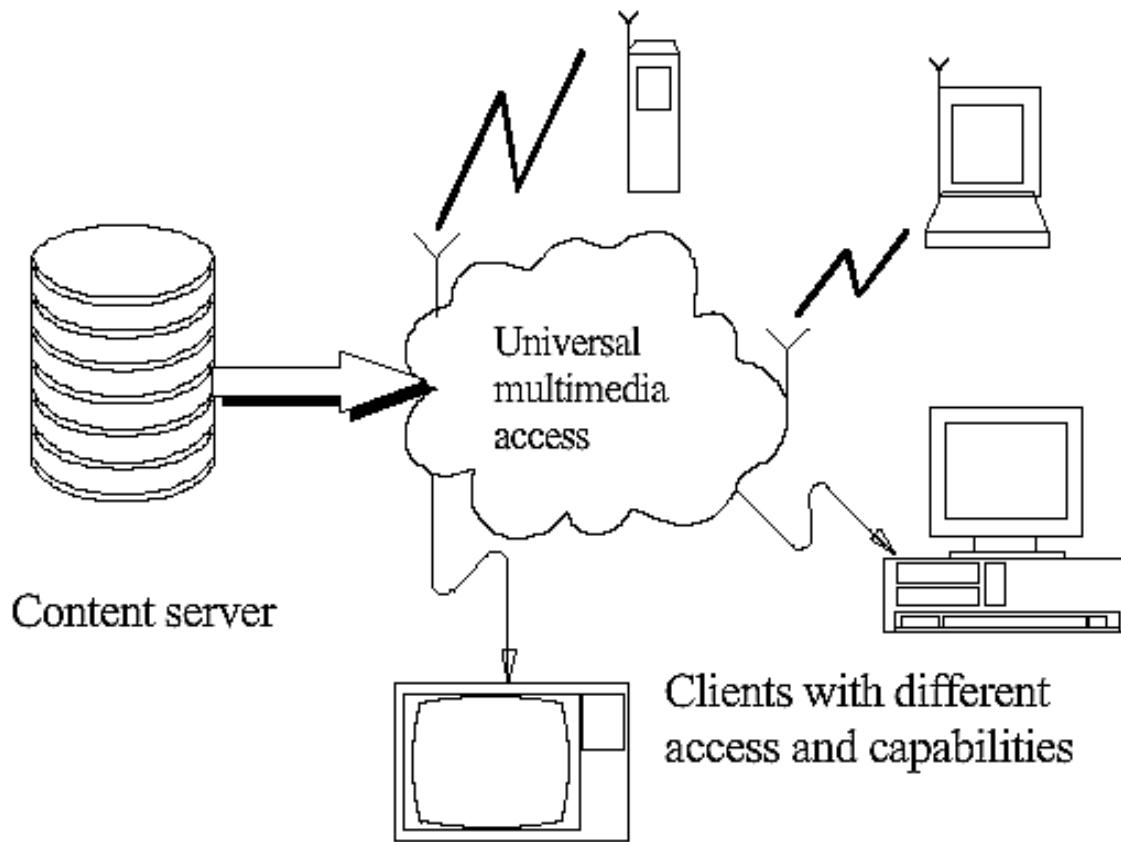 Universal
multimedia
access
Content server
Clients with different
access and capabilities